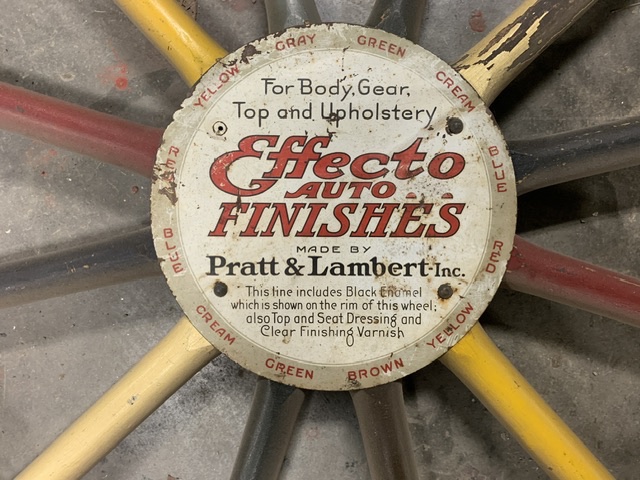 GRAY
GREEN
CREAM
BLUE
RED
YELLOW
BROWN
GREEN
CREAM
BLUE
RED
YELLOW
For Body, Gear,
Top and Upholstery
Effecto
AUTO
FINISHES
MADE BY
Pratt & Lambert-Inc.
This line includes Black Enamel
which is shown on the rim of this wheel;
also Top and Seat Dressing and
Clear Finishing Varnish